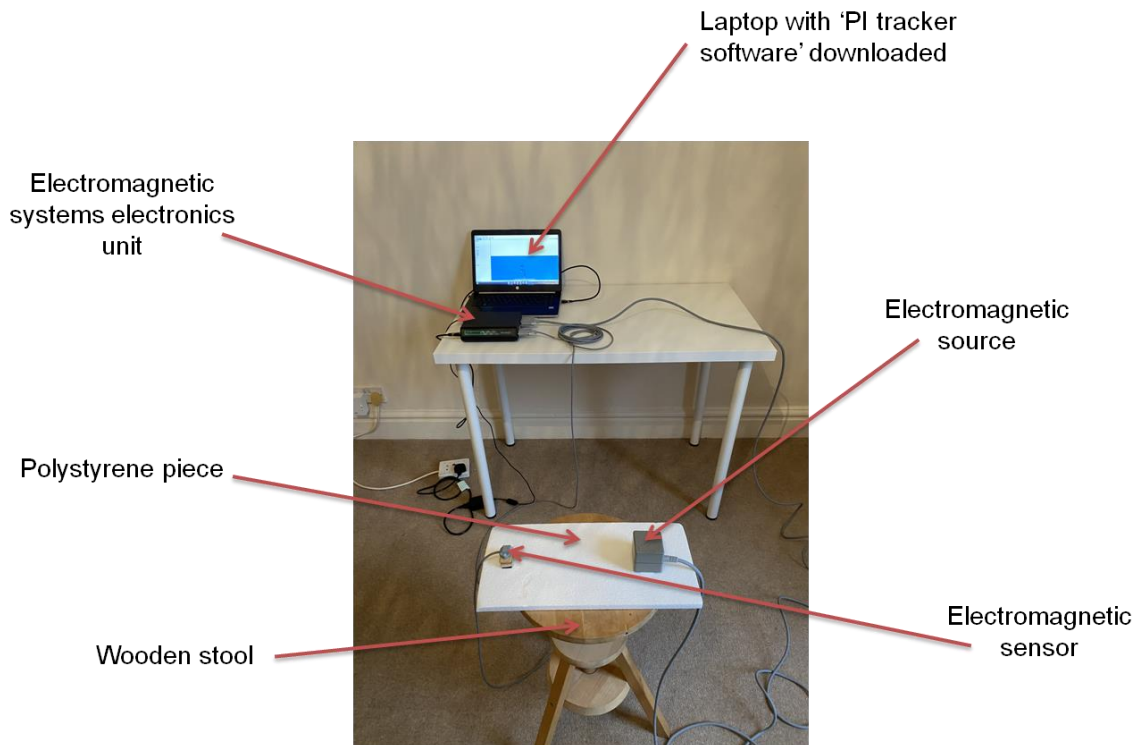 Laptop with ‘PI tracker
software’ downloaded
Electromagnetic
systems electronics
unit
Electromagnetic
source
Polystyrene piece
Electromagnetic
sensor
Wooden stool